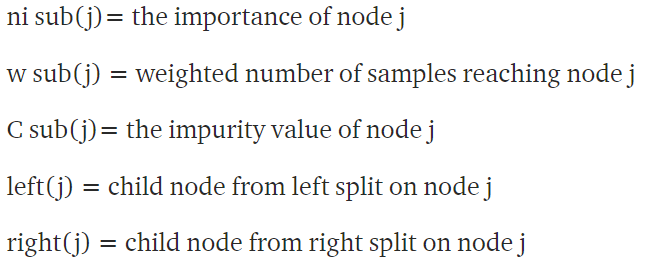 ni sub(j)= the importance of node j
w sub(j) = weighted number of samples reaching node j
C sub(j)= the impurity value of node j
left(j) = child node from left split on node j
right(j) = child node from right split on node j